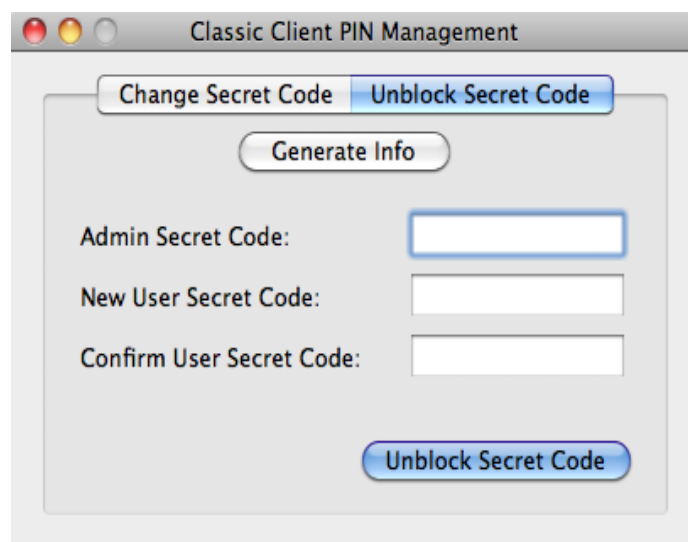 Classic Client PIN Management
Change Secret Code Unblock Secret Code
Generate Info
Admin Secret Code:
New User Secret Code:
Confirm User Secret Code:
Unblock Secret Code